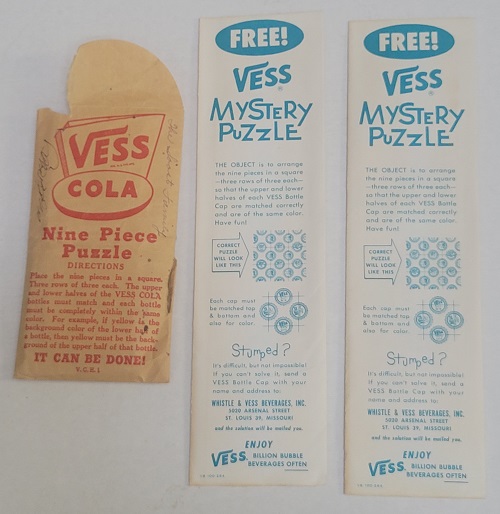 VESS
COLA
Nine Piece
Puzzle
DIRECTIONS
Place the nine pieces in a square.
Three rows of three each. The upper
and lower halves of the VESS COLA
bottles must match and each bottle
must be completely within the same
color. For example, if yellow is the
background color of the lower half of
a bottle, then yellow must be the back-
ground of the upper half of that bottle.
IT CAN BE DONE!
FREE!
VESS
MYSTERY
PUZZLE
THE OBJECT is to arrange
the nine pieces in a square
—three rows of three each—
so that the upper and lower
halves of each VESS Bottle
Cap are matched correctly
and are of the same color.
Have fun!
CORRECT
PUZZLE
WILL LOOK
LIKE THIS
Each cap must
be matched top
& bottom and
also for color.
Stumped?
It's difficult, but not impossible!
If you can't solve it, send a
VESS Bottle Cap with your
name and address to:
WHISTLE & VESS BEVERAGES, INC.
5020 ARSENAL STREET
ST. LOUIS 39, MISSOURI
and the solution will be mailed you.
ENJOY
VESS BILLION BUBBLE
BEVERAGES OFTEN
FREE!
VESS
MYSTERY
PUZZLE
THE OBJECT is to arrange
the nine pieces in a square
—three rows of three each—
so that the upper and lower
halves of each VESS Bottle
Cap are matched correctly
and are of the same color.
Have fun!
CORRECT
PUZZLE
WILL LOOK
LIKE THIS
Each cap must
be matched top
& bottom and
also for color.
Stumped?
It's difficult, but not impossible!
If you can't solve it, send a
VESS Bottle Cap with your
name and address to:
WHISTLE & VESS BEVERAGES, INC.
5020 ARSENAL STREET
ST. LOUIS 39, MISSOURI
and the solution will be mailed you.
ENJOY
VESS BILLION BUBBLE
BEVERAGES OFTEN